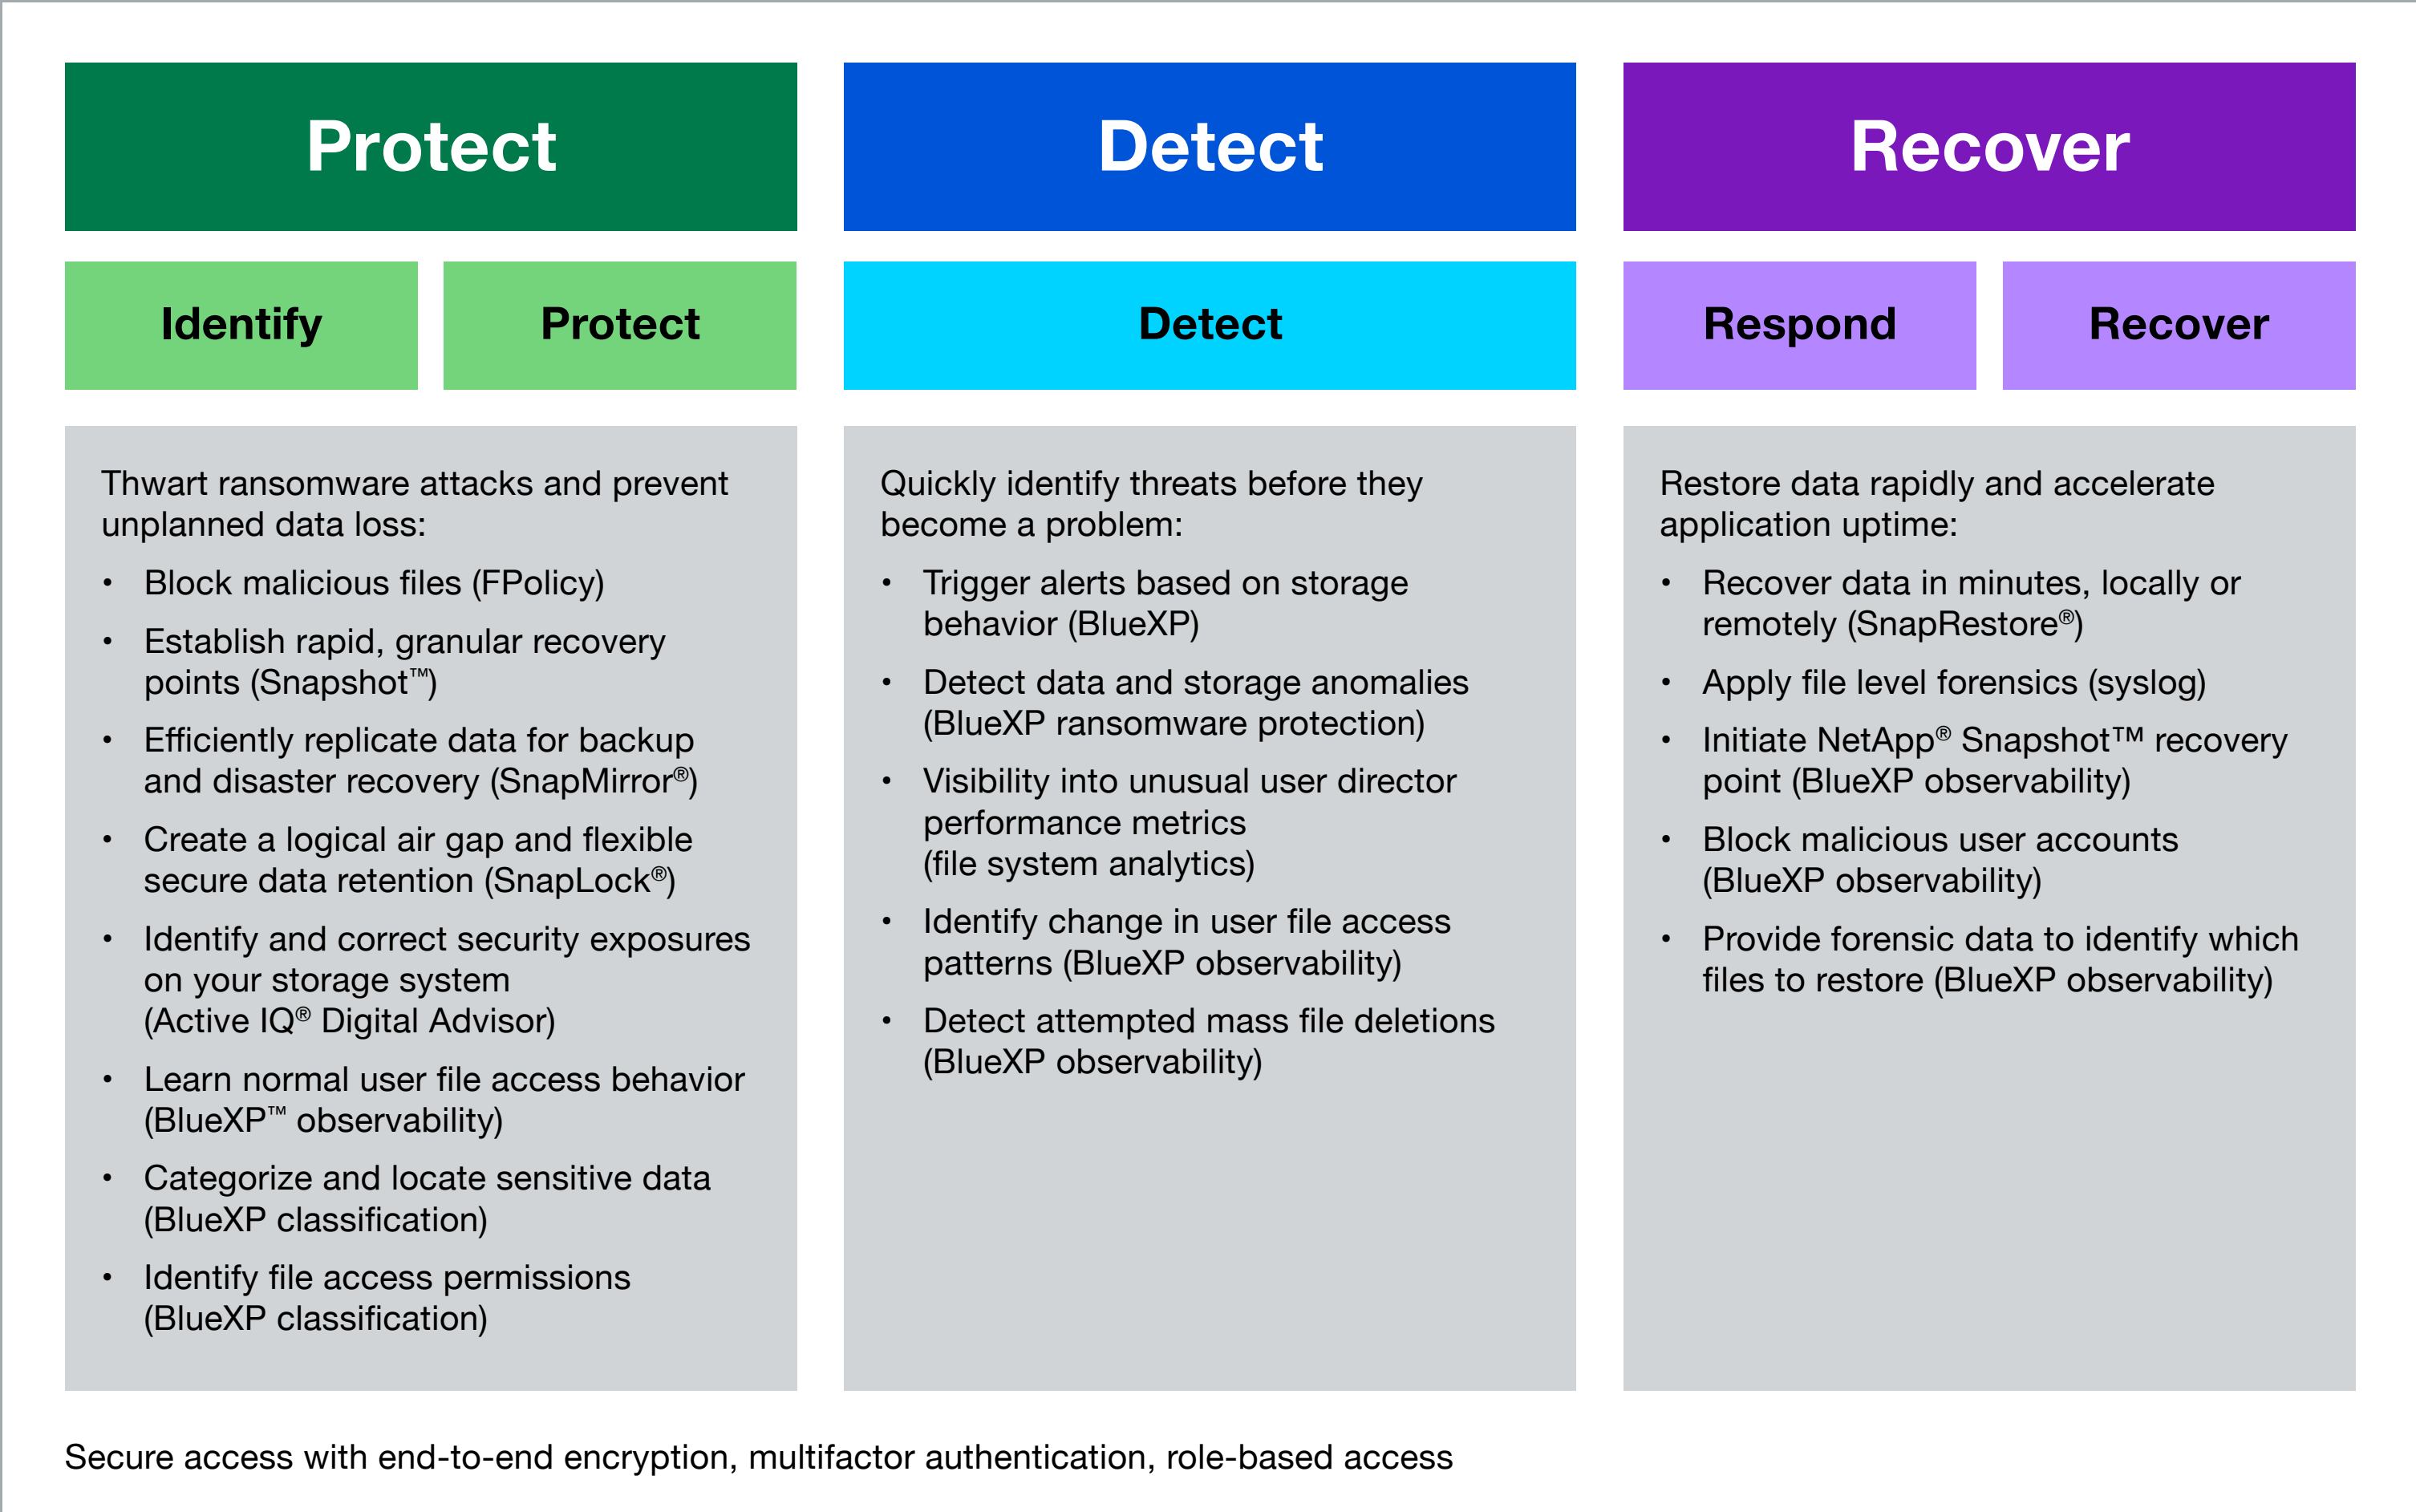 Protect
Identify
Protect
Thwart ransomware attacks and prevent
unplanned data loss:
• Block malicious files (FPolicy)
• Establish rapid, granular recovery
points (Snapshot™)
• Efficiently replicate data for backup
and disaster recovery (SnapMirror®)
• Create a logical air gap and flexible
secure data retention (SnapLock®)
• Identify and correct security exposures
on your storage system
(Active IQ® Digital Advisor)
• Learn normal user file access behavior
(BlueXP™ observability)
• Categorize and locate sensitive data
(BlueXP classification)
• Identify file access permissions
(BlueXP classification)
Detect
Detect
Quickly identify threats before they
become a problem:
• Trigger alerts based on storage
behavior (BlueXP)
• Detect data and storage anomalies
(BlueXP ransomware protection)
• Visibility into unusual user director
performance metrics
(file system analytics)
• Identify change in user file access
patterns (BlueXP observability)
• Detect attempted mass file deletions
(BlueXP observability)
Recover
Respond
Recover
Restore data rapidly and accelerate
application uptime:
• Recover data in minutes, locally or
remotely (SnapRestore®)
• Apply file level forensics (syslog)
• Initiate NetApp® Snapshot™ recovery
point (BlueXP observability)
• Block malicious user accounts
(BlueXP observability)
• Provide forensic data to identify which
files to restore (BlueXP observability)
Secure access with end-to-end encryption, multifactor authentication, role-based access